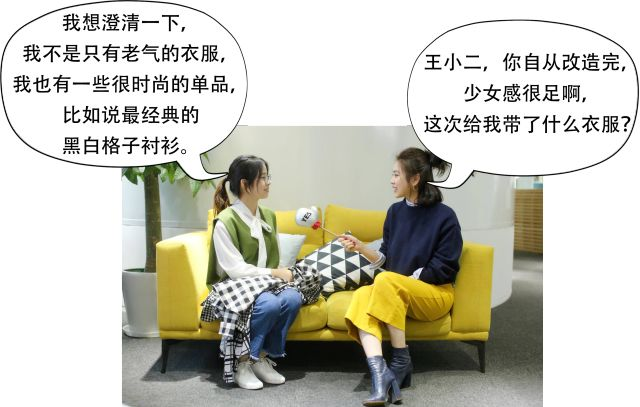 我想澄清一下,
我不是只有老气的衣服,
我也有一些很时尚的单品,
比如说最经典的
黑白格子衬衫。
王小二，你自从改造完,
少女感很足啊,
这次给我带了什么衣服?
YES